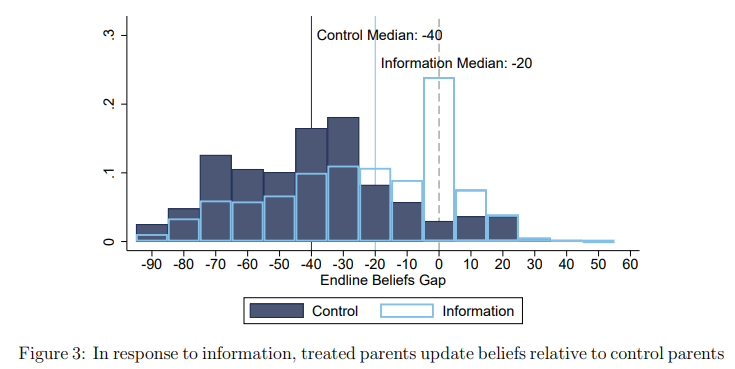 .3
Control Median: -40
Information Median: -20
.2
.1
0
-90 -80 -70 -60 -50 -40 -30 -20 -10 0 10 20 30 40 50 60
Endline Beliefs Gap
Control Information
Figure 3: In response to information, treated parents update beliefs relative to control parents